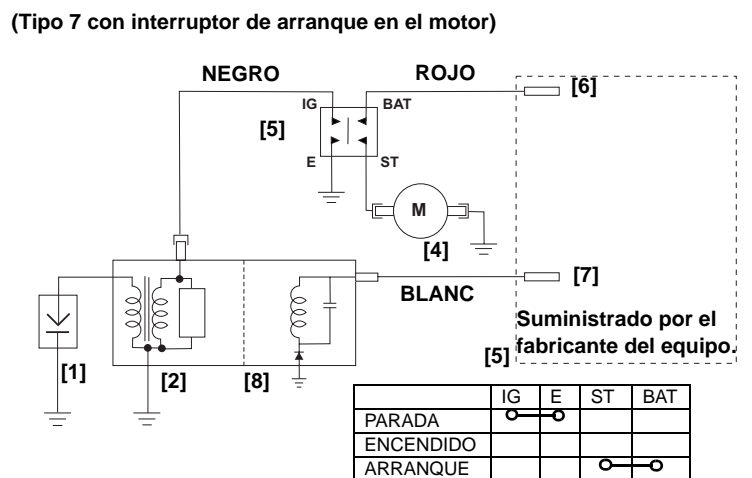 (Tipo 7 con interruptor de arranque en el motor)
NEGRO
ROJO
[6]
IG
BAT
[5]
E
ST
M
[4]
[7]
BLANC
Suministrado por el
fabricante del equipo.
[5]
[1]
[2]
[8]
IG E ST BAT
PARADA
ENCENDIDO
ARRANQUE